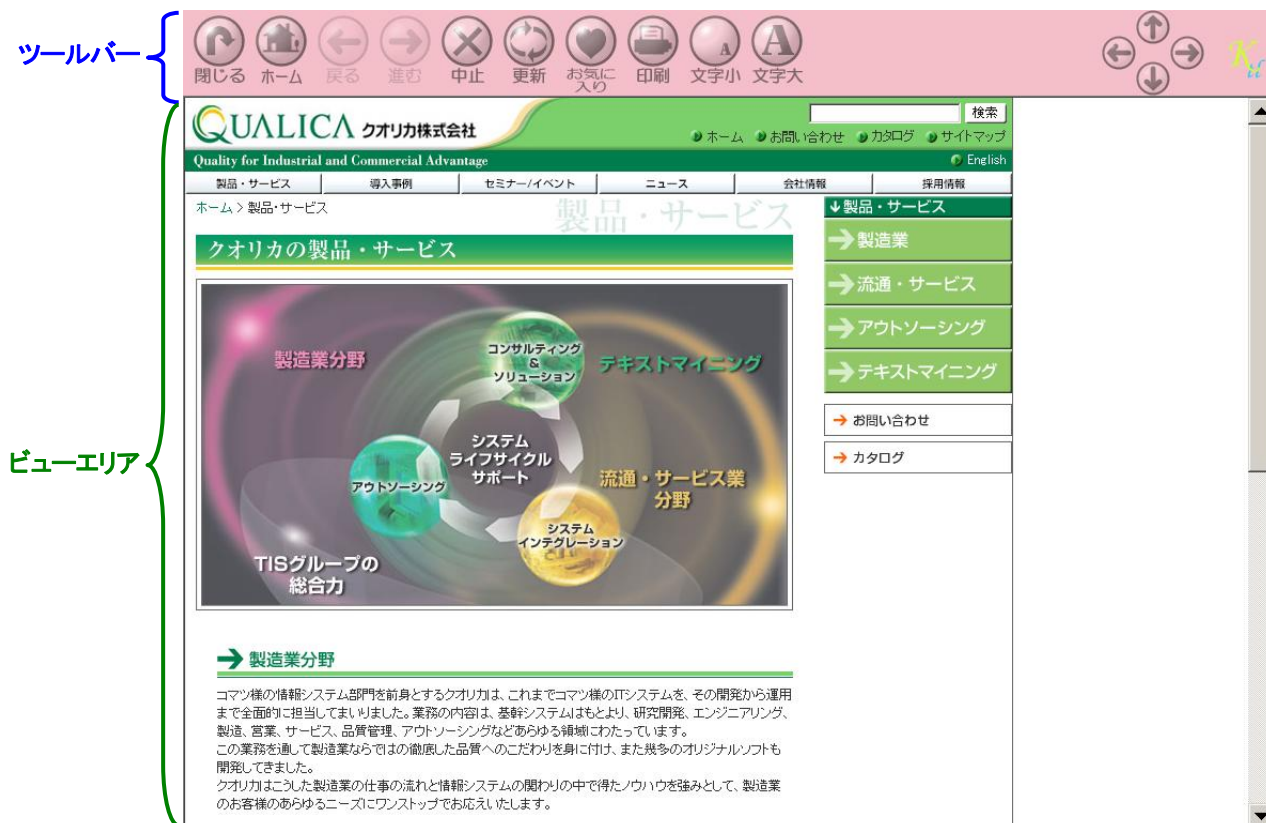 ツールバー
閉じる ホーム 戻る 進む 中止 更新 お気に入り 印刷 文字小 文字大
ビューエリア
QUALICA クオリカ株式会社
検索
ホーム お問い合わせ カタログ サイトマップ
Quality for Industrial and Commercial Advantage
English
製品・サービス 導入事例 セミナー/イベント ニュース 会社情報 採用情報
ホーム > 製品・サービス
製品・サービス
クオリカの製品・サービス
製造業分野
コンサルティング
&
ソリューション
テキストマイニング
システム
ライフサイクル
サポート
アウトソーシング
流通・サービス業
分野
システム
インテグレーション
TISグループの
総合力
↓製品・サービス
製造業
流通・サービス
アウトソーシング
テキストマイニング
お問い合わせ
カタログ
製造業分野
コマツ様の情報システム部門を前身とするクオリカは、これまでコマツ様のITシステムを、その開発から運用
まで全面的に担当してまいりました。業務の内容は、基幹システムはもとより、研究開発、エンジニアリング、
製造、営業、サービス、品質管理、アウトソーシングなどあらゆる領域にわたっています。
この業務を通して製造業ならではの徹底した品質へのこだわりを身に付け、また幾多のオリジナルソフトも
開発してきました。
クオリカはこうした製造業の仕事の流れと情報システムの関わりの中で得たノウハウを強みとして、製造業
のお客様のあらゆるニーズにワンストップでお応えいたします。